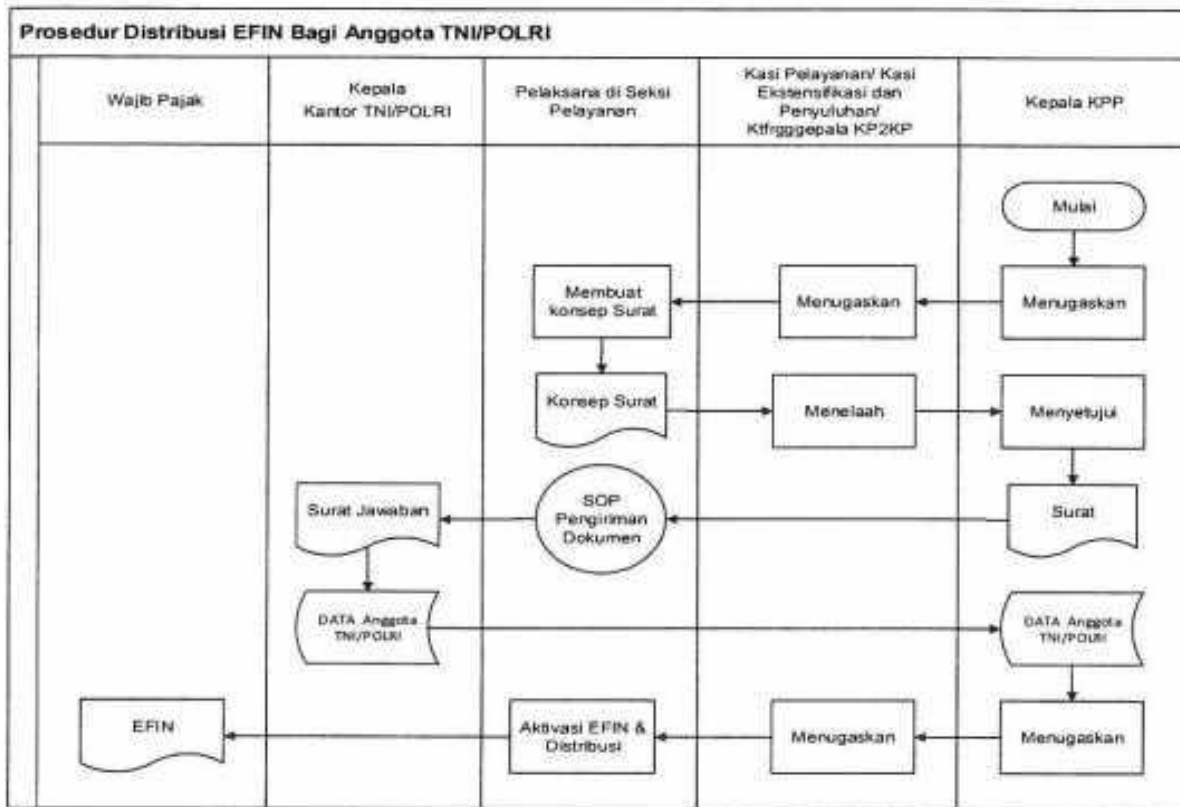 Prosedur Distribusi EFIN Bagi Anggota TNI/POLRI
Wajib Pajak
Kepala
Kantor TNI/POLRI
Pelaksana di Seksi
Pelayanan
Kasi Pelayanan/ Kasi
Ekstensifikasi dan
Penyuluhan/
Ktfrgggepala KP2KP
Kepala KPP
Mulai
Membuat
konsep Surat
Menugaskan
Menugaskan
Konsep Surat
Menelaah
Menyetujui
Surat Jawaban
SOP
Pengiriman
Dokumen
Surat
DATA Anggota
TNI/POLRI
DATA Anggota
TNI/POLRI
EFIN
Aktivasi EFIN &
Distribusi
Menugaskan
Menugaskan